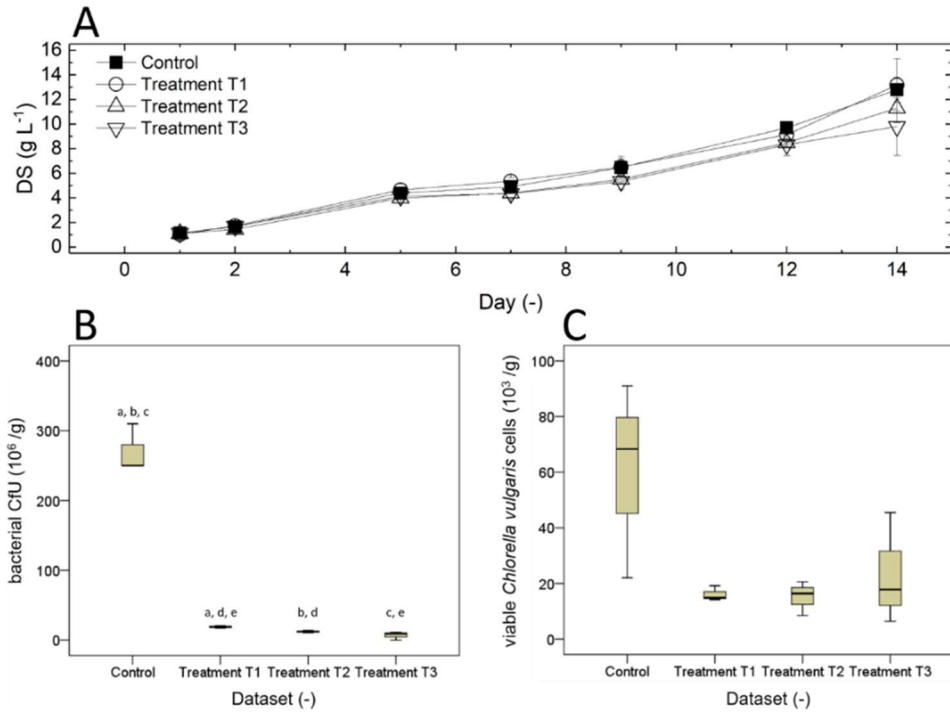 A
16
14
12
10
8
6
4
2
0
DS (g L⁻¹)
Control
Treatment T1
Treatment T2
Treatment T3
0 2 4 6 8 10 12 14
Day (-)
B
400
300
200
100
0
bacterial CfU (10⁶ /g)
a, b, c
a, d, e
b, d
c, e
Control Treatment T1 Treatment T2 Treatment T3
Dataset (-)
C
100
80
60
40
20
0
viable Chlorella vulgaris cells (10³ /g)
Control Treatment T1 Treatment T2 Treatment T3
Dataset (-)